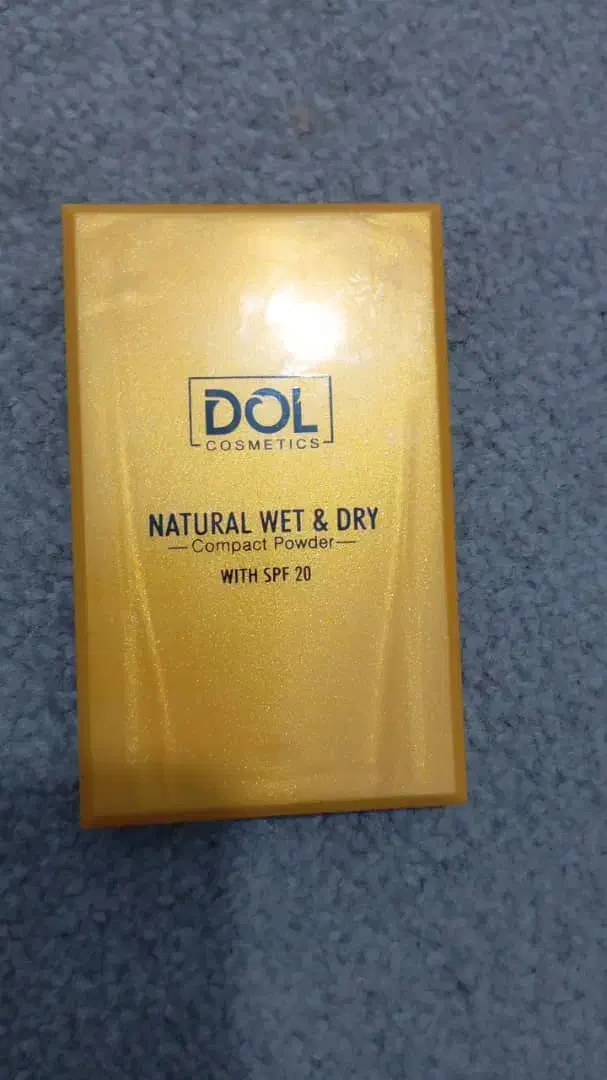 DOL
COSMETICS
NATURAL WET & DRY
Compact Powder
WITH SPF 20